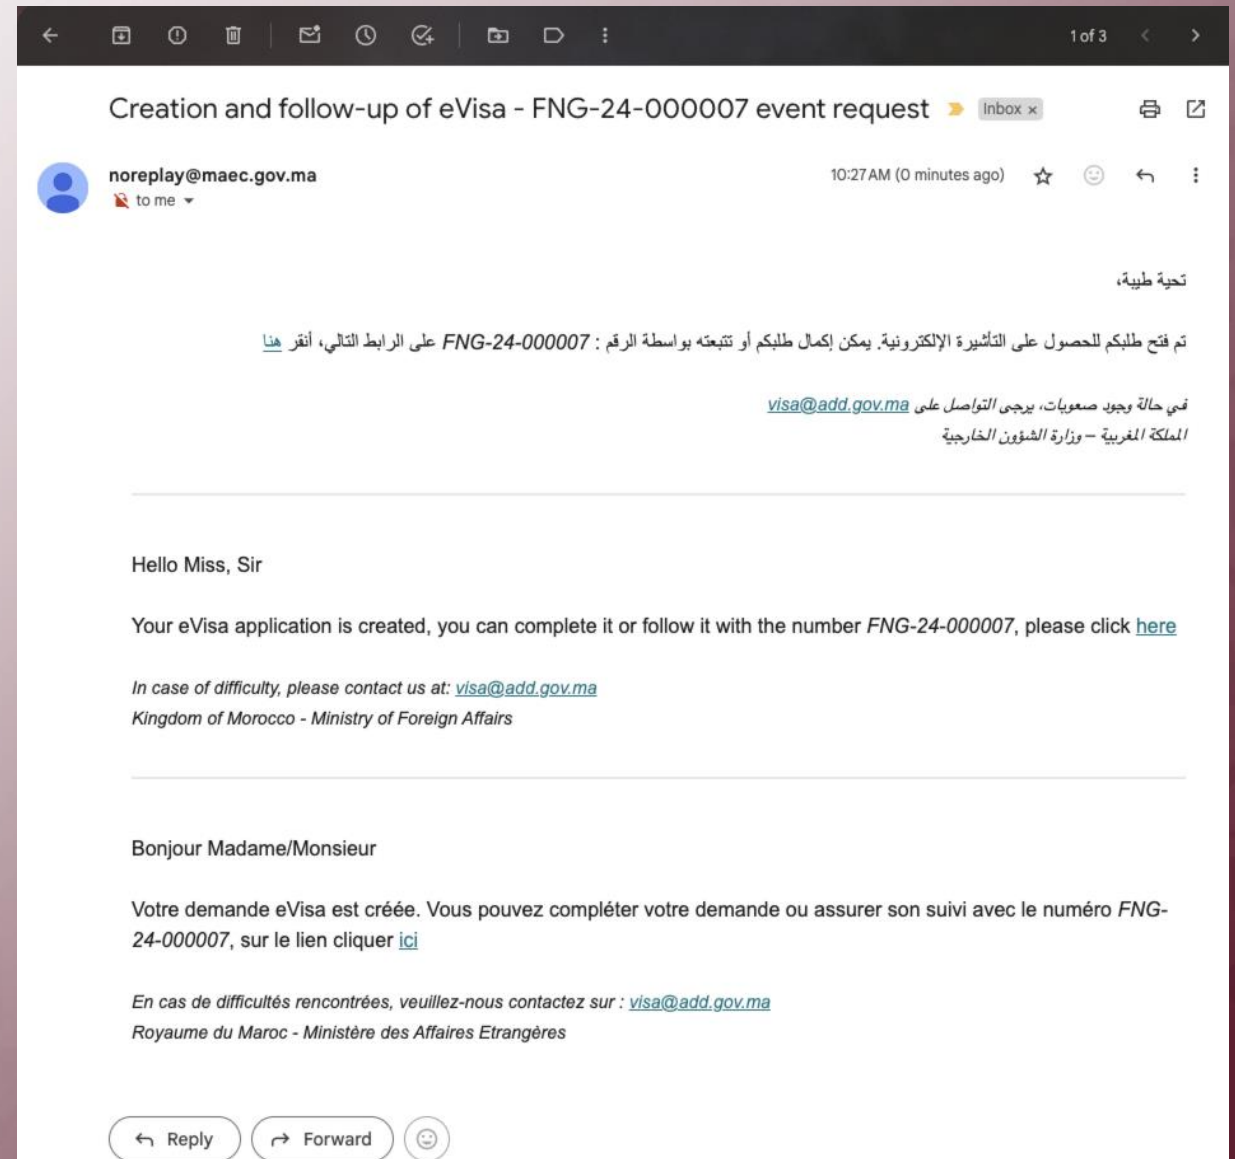 1 of 3
Creation and follow-up of eVisa - FNG-24-000007 event request Inbox ×
noreplay@maec.gov.ma 10:27 AM (0 minutes ago)
to me
تحية طيبة،
تم فتح طلبكم للحصول على التأشيرة الإلكترونية. يمكن إكمال طلبكم أو تتبعته بواسطة الرقم : FNG-24-000007 على الرابط التالي، أنقر هنا
في حالة وجود صعوبات، يرجى التواصل على visa@add.gov.ma
المملكة المغربية – وزارة الشؤون الخارجية
Hello Miss, Sir
Your eVisa application is created, you can complete it or follow it with the number FNG-24-000007, please click here
In case of difficulty, please contact us at: visa@add.gov.ma
Kingdom of Morocco - Ministry of Foreign Affairs
Bonjour Madame/Monsieur
Votre demande eVisa est créée. Vous pouvez compléter votre demande ou assurer son suivi avec le numéro FNG-
24-000007, sur le lien cliquer ici
En cas de difficultés rencontrées, veuillez-nous contactez sur : visa@add.gov.ma
Royaume du Maroc - Ministère des Affaires Etrangères
Reply Forward